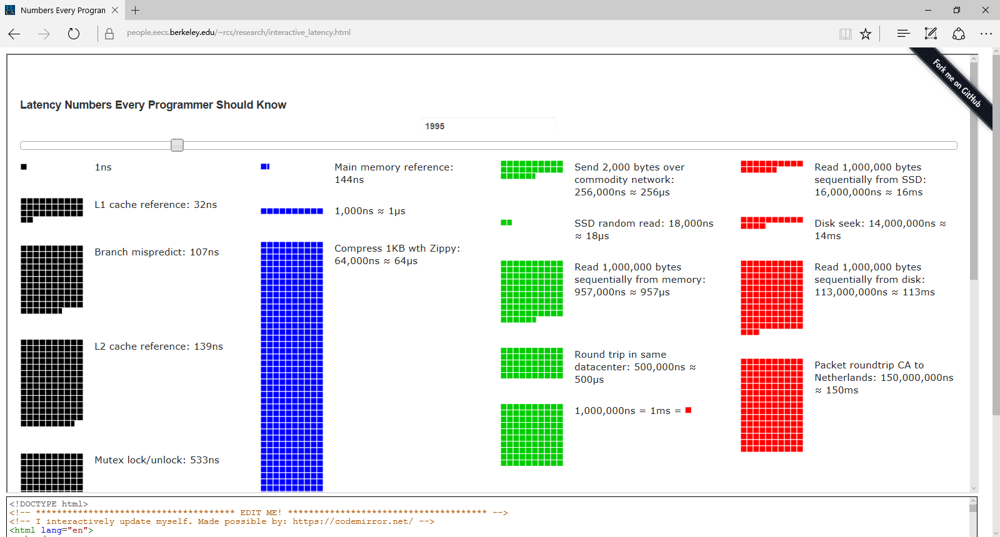 Numbers Every Progran
people.eecs.berkeley.edu/~rcs/research/interactive_latency.html
Fork me on GitHub
Latency Numbers Every Programmer Should Know
1995
1ns
L1 cache reference: 32ns
Branch mispredict: 107ns
L2 cache reference: 139ns
Mutex lock/unlock: 533ns
Main memory reference:
144ns
1,000ns ≈ 1μs
Compress 1KB wth Zippy:
64,000ns ≈ 64μs
Send 2,000 bytes over
commodity network:
256,000ns ≈ 256μs
SSD random read: 18,000ns
≈ 18μs
Read 1,000,000 bytes
sequentially from memory:
957,000ns ≈ 957μs
Round trip in same
datacenter: 500,000ns ≈
500μs
1,000,000ns = 1ms =
Read 1,000,000 bytes
sequentially from SSD:
16,000,000ns ≈ 16ms
Disk seek: 14,000,000ns ≈
14ms
Read 1,000,000 bytes
sequentially from disk:
113,000,000ns ≈ 113ms
Packet roundtrip CA to
Netherlands: 150,000,000ns
≈ 150ms
<!DOCTYPE html>
<!-- ************************************** EDIT ME! ************************************** -->
<!-- I interactively update myself. Made possible by: https://codemirror.net/ -->
<html lang="en">